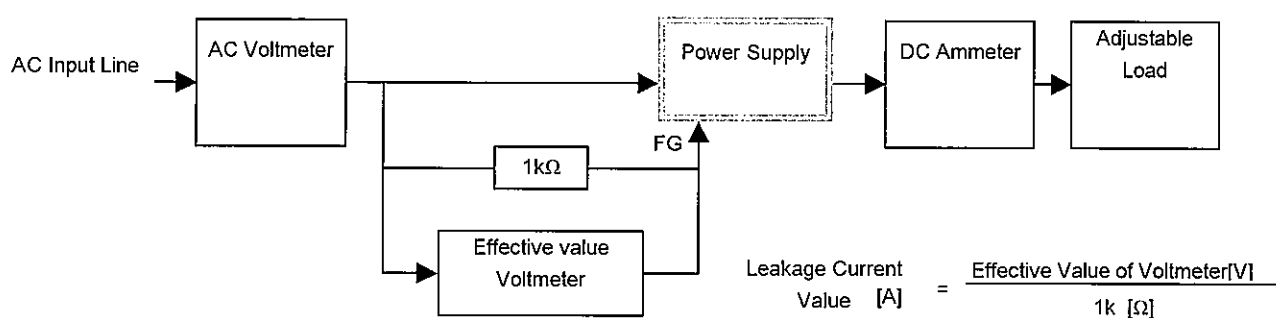 AC Input Line
AC Voltmeter
Power Supply
DC Ammeter
Adjustable
Load
FG
1kΩ
Effective value
Voltmeter
Leakage Current
Value [A]
=
Effective Value of Voltmeter[V]
1k [Ω]